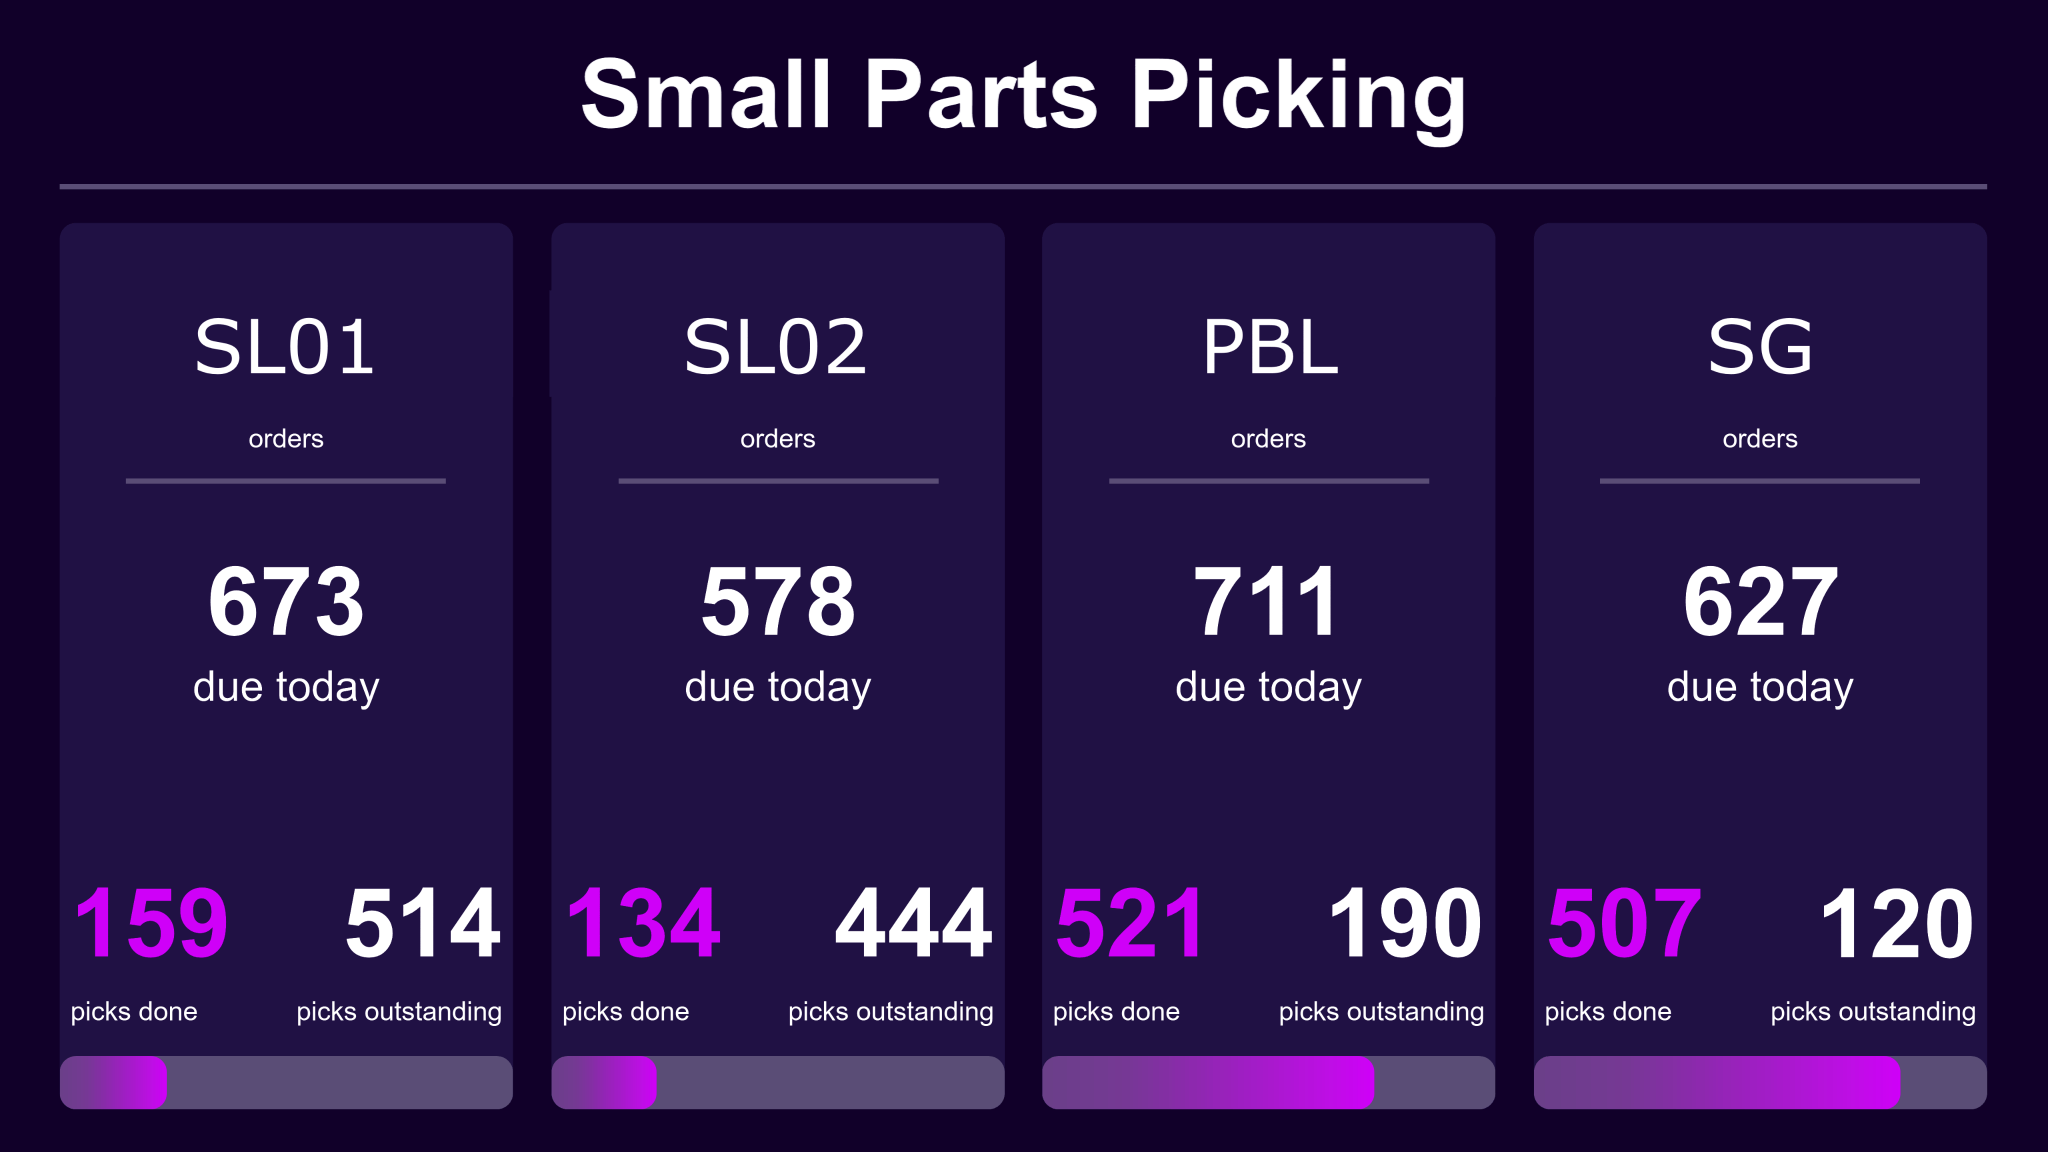 Small Parts Picking
SL01
orders
673
due today
159
picks done
514
picks outstanding
SL02
orders
578
due today
134
picks done
444
picks outstanding
PBL
orders
711
due today
521
picks done
190
picks outstanding
SG
orders
627
due today
507
picks done
120
picks outstanding